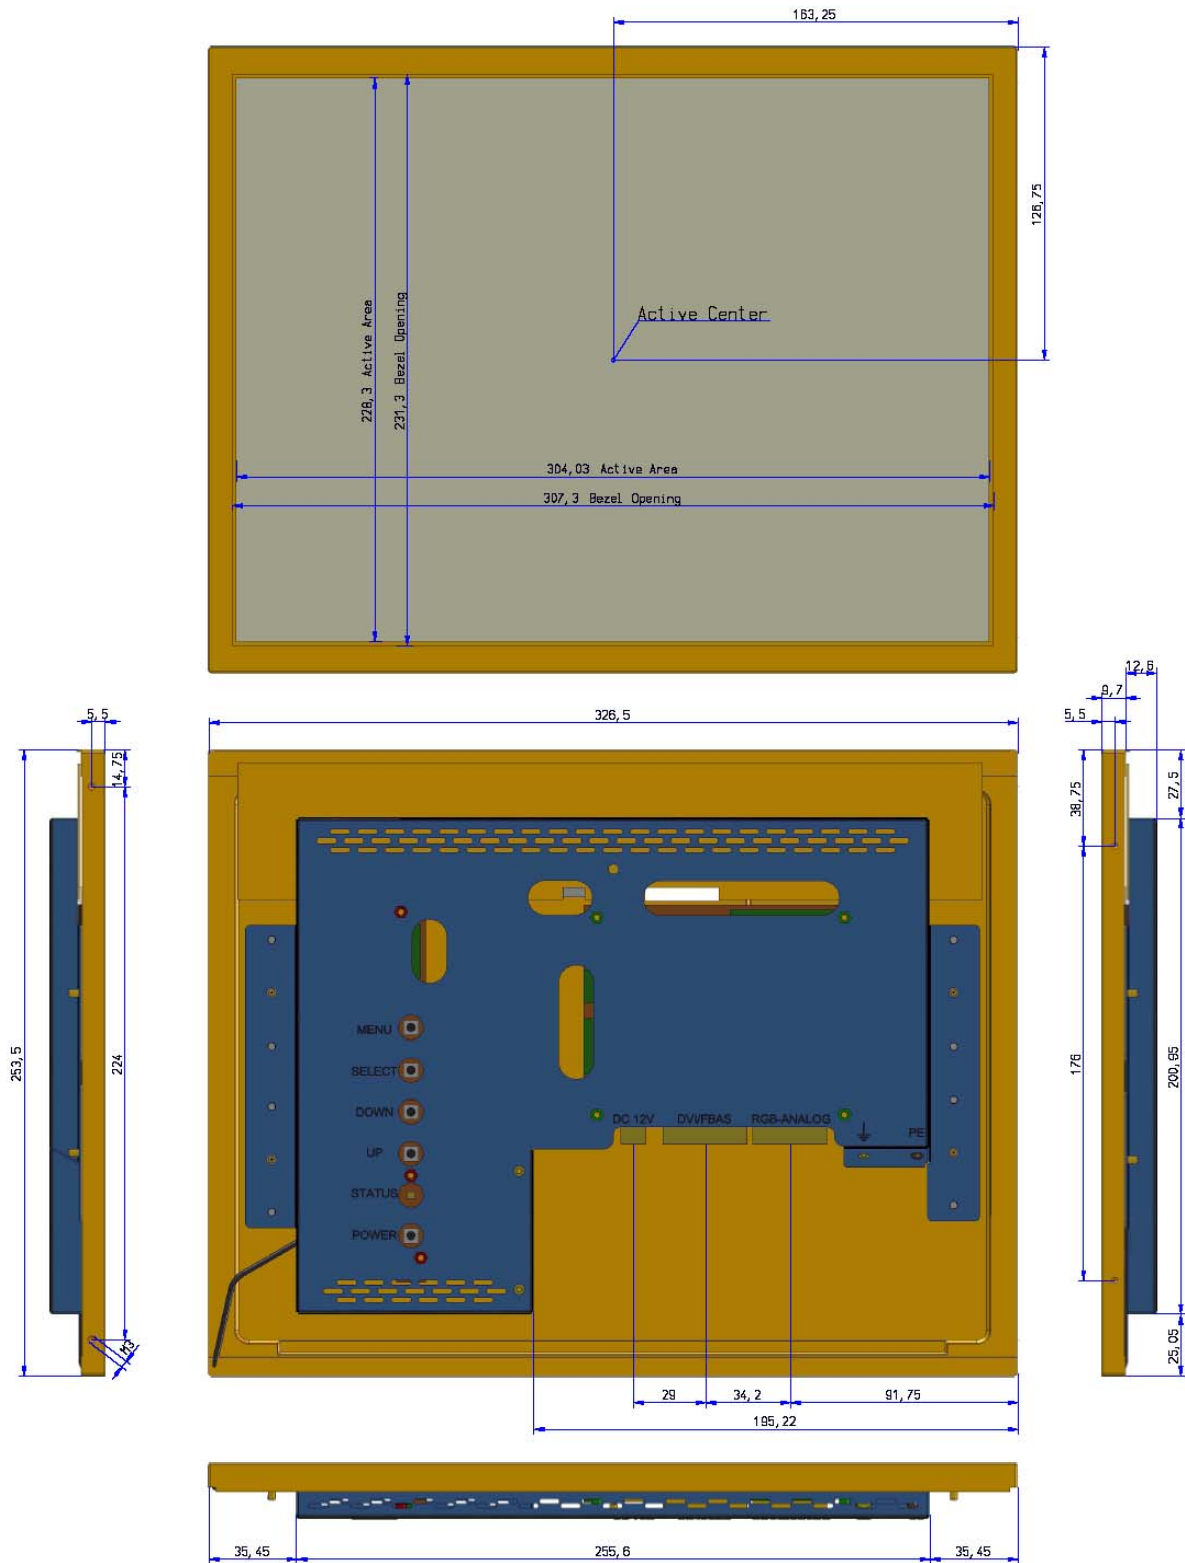 163,25
126,75
Active Center
228,3 Active Area
231,3 Bezel Opening
304,03 Active Area
307,3 Bezel Opening
12,6
9,7
5,5
5,5
326,5
14,75
38,75
27,5
253,5
224
176
200,95
MENU
SELECT
DOWN
UP
STATUS
POWER
DC 12V
DVI/FBAS
RGB-ANALOG
PE
M3
25,05
29
34,2
91,75
195,22
35,45
255,6
35,45